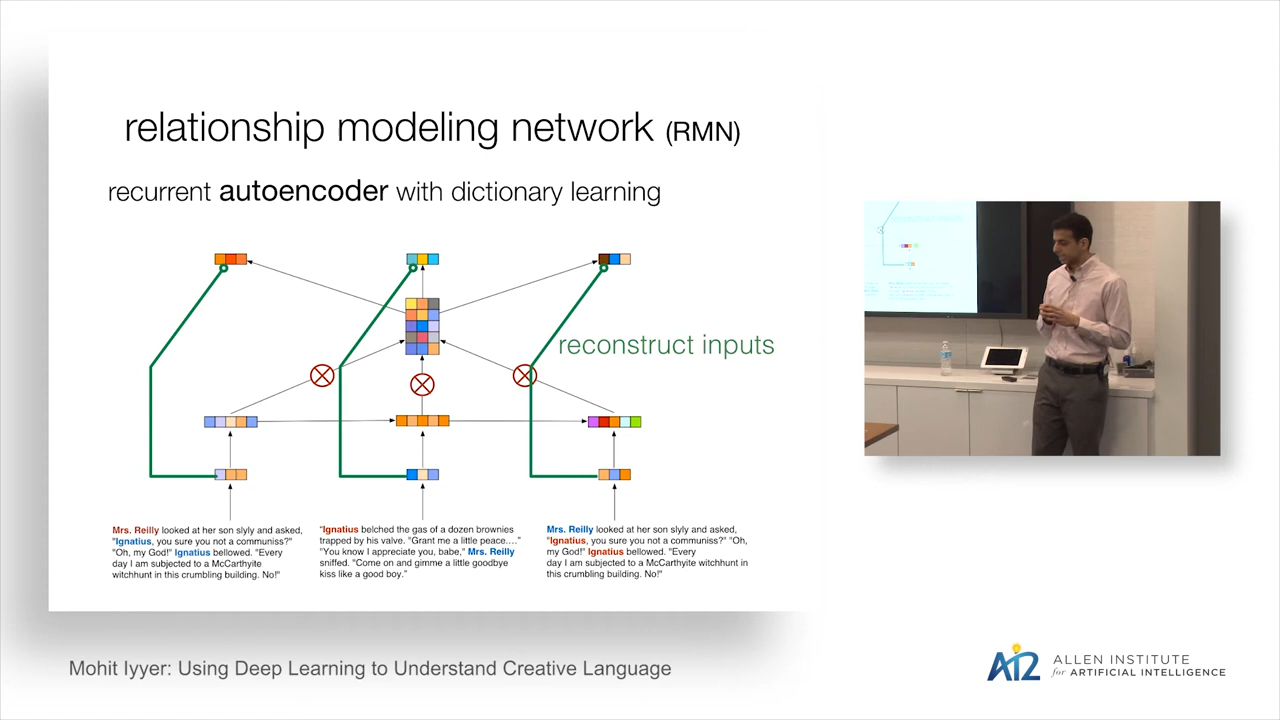 relationship modeling network (RMN)
recurrent autoencoder with dictionary learning
reconstruct inputs
Mrs. Reilly looked at her son slyly and asked,
"Ignatius, you sure you not a communiss?"
"Oh, my God!" Ignatius bellowed. "Every
day I am subjected to a McCarthyite
witchhunt in this crumbling building. No!"
"Ignatius belched the gas of a dozen brownies
trapped by his valve. "Grant me a little peace…."
"You know I appreciate you, babe," Mrs. Reilly
sniffed. "Come on and gimme a little goodbye
kiss like a good boy."
Mrs. Reilly looked at her son slyly and asked,
"Ignatius, you sure you not a communiss?" "Oh,
my God!" Ignatius bellowed. "Every
day I am subjected to a McCarthyite witchhunt in
this crumbling building. No!"
Mohit Iyyer: Using Deep Learning to Understand Creative Language
AI2 ALLEN INSTITUTE
for ARTIFICIAL INTELLIGENCE